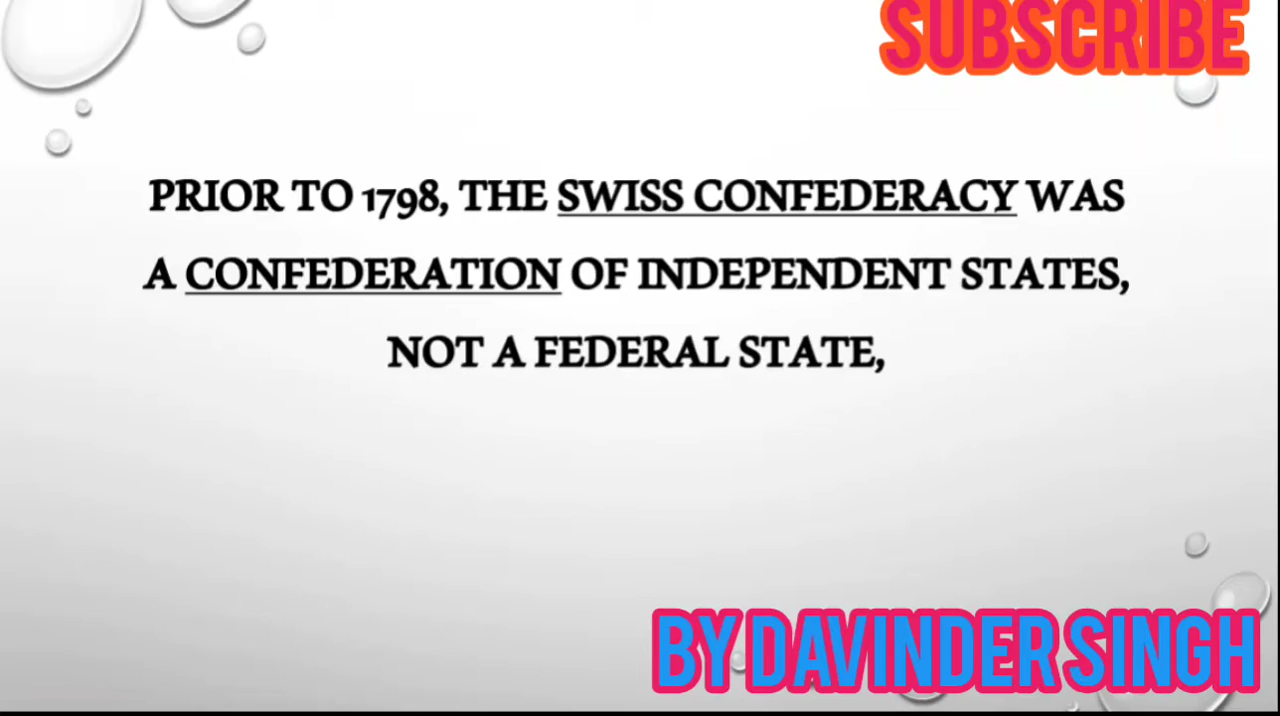 SUBSCRIBE
PRIOR TO 1798, THE SWISS CONFEDERACY WAS
A CONFEDERATION OF INDEPENDENT STATES,
NOT A FEDERAL STATE,
BY DAVINDER SINGH